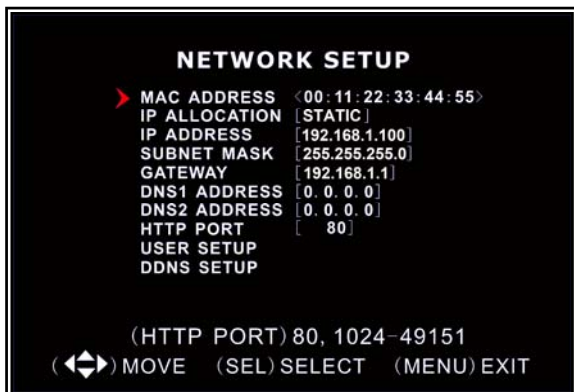 NETWORK SETUP
MAC ADDRESS <00:11:22:33:44:55>
IP ALLOCATION [STATIC]
IP ADDRESS [192.168.1.100]
SUBNET MASK [255.255.255.0]
GATEWAY [192.168.1.1]
DNS1 ADDRESS [0. 0. 0. 0]
DNS2 ADDRESS [0. 0. 0. 0]
HTTP PORT [ 80]
USER SETUP
DDNS SETUP
(HTTP PORT) 80, 1024-49151
( ) MOVE (SEL) SELECT (MENU) EXIT